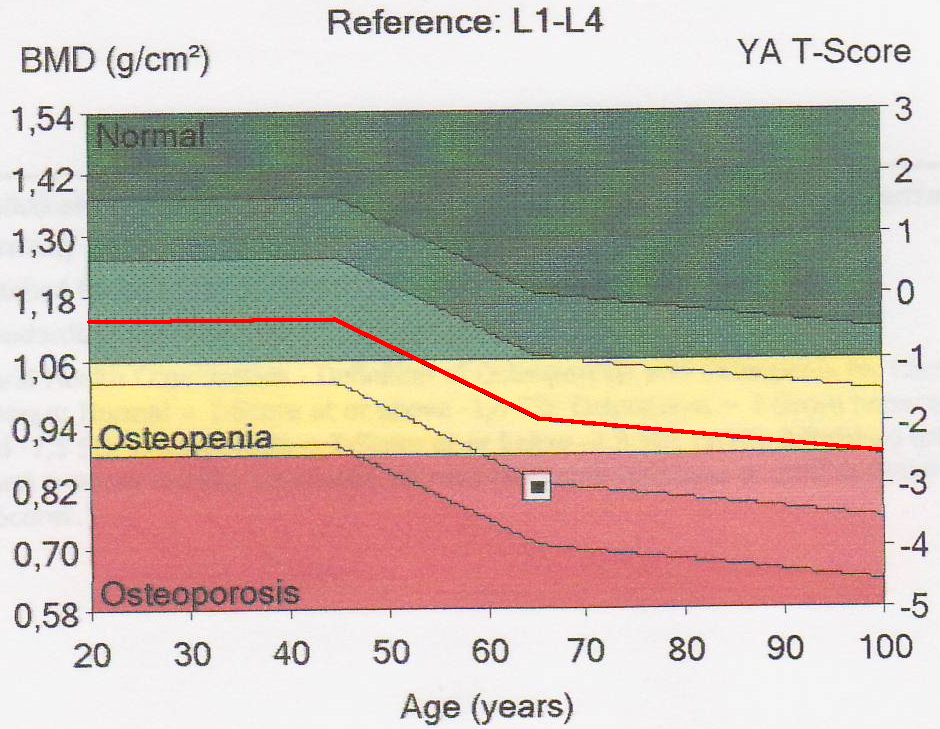 Reference: L1-L4
BMD (g/cm²)
YA T-Score
1,54
1,42
1,30
1,18
1,06
0,94
0,82
0,70
0,58
3
2
1
0
-1
-2
-3
-4
-5
Normal
Osteopenia
Osteoporosis
20 30 40 50 60 70 80 90 100
Age (years)